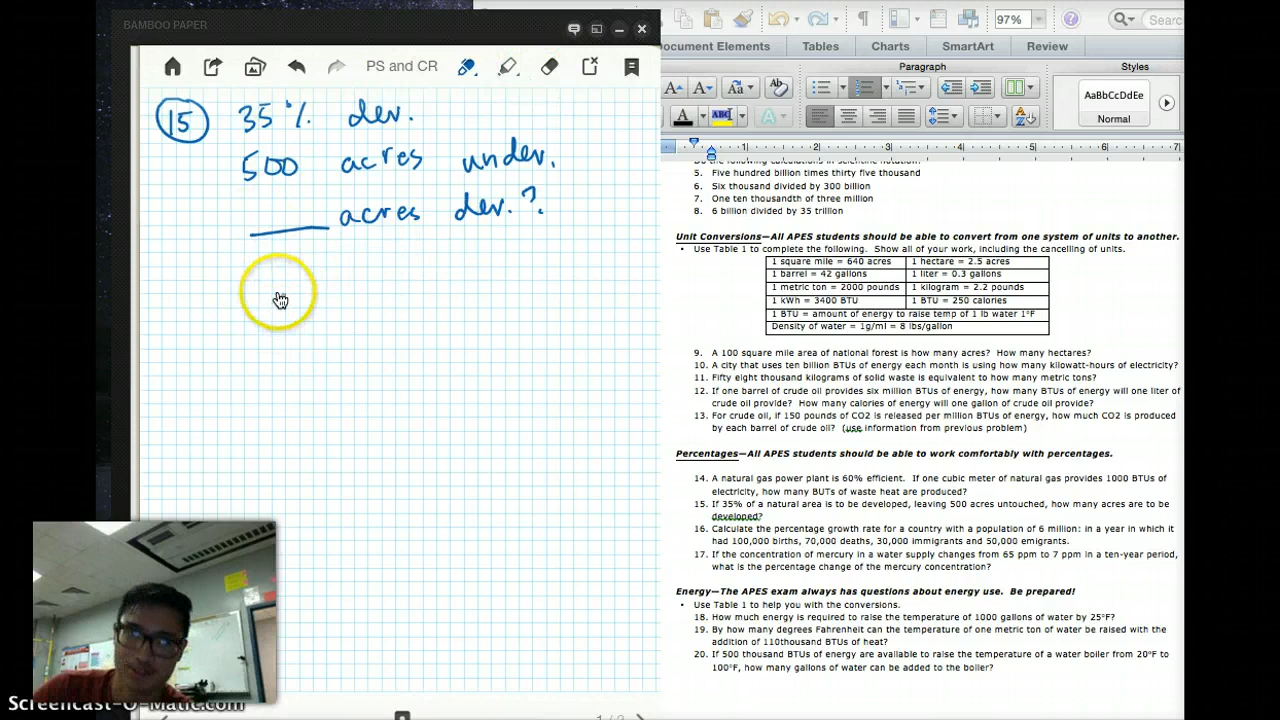 BAMBOO PAPER
PS and CR
15 35% dev.
500 acres undev.
___ acres dev.?
1 / 2
97%
Searc
ocument Elements Tables Charts SmartArt Review
Paragraph Styles
AaBbCcDdEe
Normal
1 2 3 4 5 6 7
5. Five hundred billion times thirty five thousand
6. Six thousand divided by 300 billion
7. One ten thousandth of three million
8. 6 billion divided by 35 trillion
Unit Conversions—All APES students should be able to convert from one system of units to another.
• Use Table 1 to complete the following. Show all of your work, including the cancelling of units.
1 square mile = 640 acres 1 hectare = 2.5 acres
1 barrel = 42 gallons 1 liter = 0.3 gallons
1 metric ton = 2000 pounds 1 kilogram = 2.2 pounds
1 kWh = 3400 BTU 1 BTU = 250 calories
1 BTU = amount of energy to raise temp of 1 lb water 1°F
Density of water = 1g/ml = 8 lbs/gallon
9. A 100 square mile area of national forest is how many acres? How many hectares?
10. A city that uses ten billion BTUs of energy each month is using how many kilowatt-hours of electricity?
11. Fifty eight thousand kilograms of solid waste is equivalent to how many metric tons?
12. If one barrel of crude oil provides six million BTUs of energy, how many BTUs of energy will one liter of
crude oil provide? How many calories of energy will one gallon of crude oil provide?
13. For crude oil, if 150 pounds of CO2 is released per million BTUs of energy, how much CO2 is produced
by each barrel of crude oil? (use information from previous problem)
Percentages—All APES students should be able to work comfortably with percentages.
14. A natural gas power plant is 60% efficient. If one cubic meter of natural gas provides 1000 BTUs of
electricity, how many BUTs of waste heat are produced?
15. If 35% of a natural area is to be developed, leaving 500 acres untouched, how many acres are to be
developed?
16. Calculate the percentage growth rate for a country with a population of 6 million: in a year in which it
had 100,000 births, 70,000 deaths, 30,000 immigrants and 50,000 emigrants.
17. If the concentration of mercury in a water supply changes from 65 ppm to 7 ppm in a ten-year period,
what is the percentage change of the mercury concentration?
Energy—The APES exam always has questions about energy use. Be prepared!
• Use Table 1 to help you with the conversions.
18. How much energy is required to raise the temperature of 1000 gallons of water by 25°F?
19. By how many degrees Fahrenheit can the temperature of one metric ton of water be raised with the
addition of 110thousand BTUs of heat?
20. If 500 thousand BTUs of energy are available to raise the temperature of a water boiler from 20°F to
100°F, how many gallons of water can be added to the boiler?
Screencast-O-Matic.com